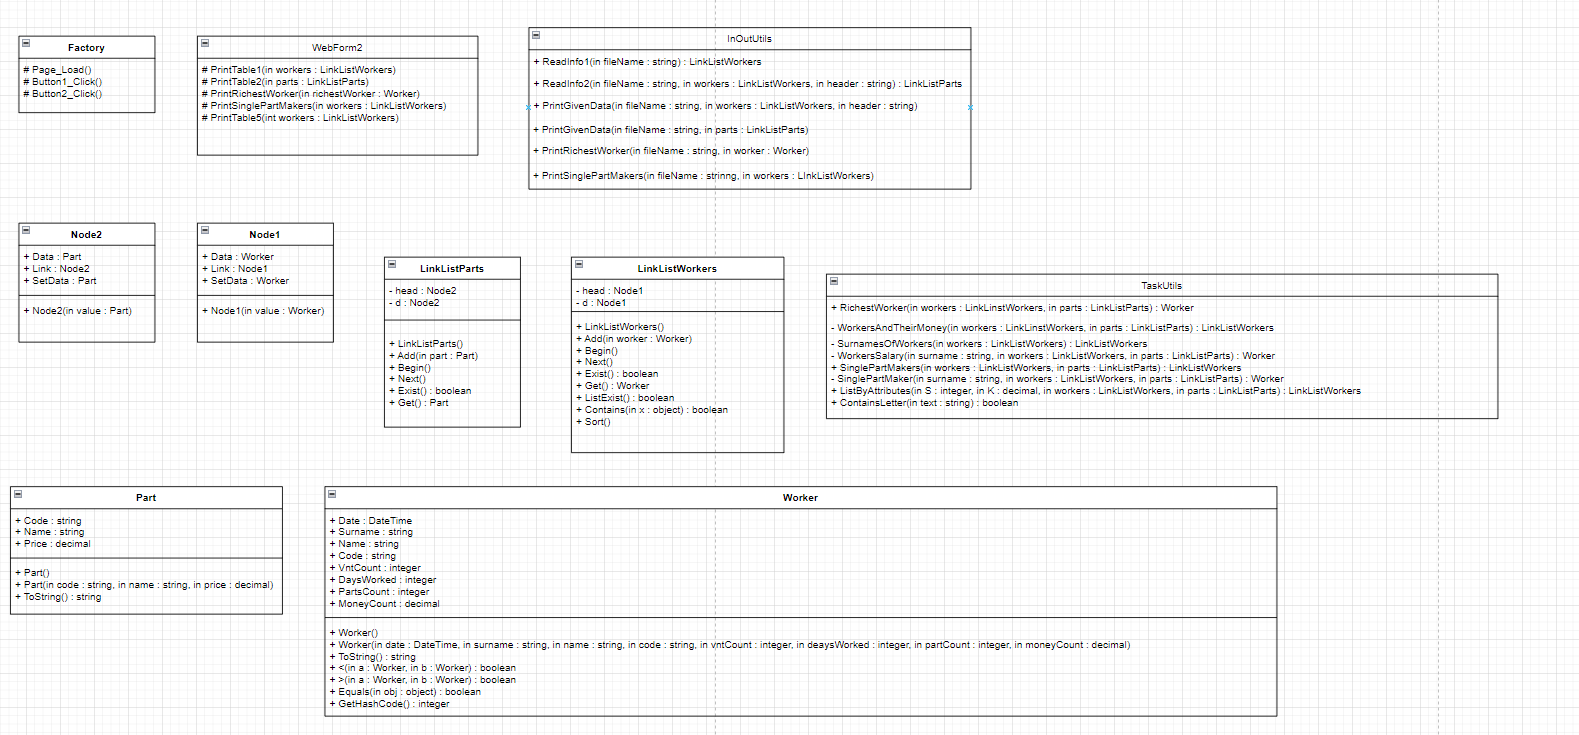 Factory
# Page_Load()
# Button1_Click()
# Button2_Click()
WebForm2
# PrintTable1(in workers : LinkListWorkers)
# PrintTable2(in parts : LinkListParts)
# PrintRichestWorker(in richestWorker : Worker)
# PrintSinglePartMakers(in workers : LinkListWorkers)
# PrintTable5(int workers : LinkListWorkers)
InOutUtils
+ ReadInfo1(in fileName : string) : LinkListWorkers
+ ReadInfo2(in fileName : string, in workers : LinkListWorkers, in header : string) : LinkListParts
+ PrintGivenData(in fileName : string, in workers : LinkListWorkers, in header : string)
+ PrintGivenData(in fileName : string, in parts : LinkListParts)
+ PrintRichestWorker(in fileName : string, in worker : Worker)
+ PrintSinglePartMakers(in fileName : strinng, in workers : LInkListWorkers)
Node2
+ Data : Part
+ Link : Node2
+ SetData : Part
+ Node2(in value : Part)
Node1
+ Data : Worker
+ Link : Node1
+ SetData : Worker
+ Node1(in value : Worker)
LinkListParts
- head : Node2
- d : Node2
+ LinkListParts()
+ Add(in part : Part)
+ Begin()
+ Next()
+ Exist() : boolean
+ Get() : Part
LinkListWorkers
- head : Node1
- d : Node1
+ LinkListWorkers()
+ Add(in worker : Worker)
+ Begin()
+ Next()
+ Exist() : boolean
+ Get() : Worker
+ ListExist() : boolean
+ Contains(in x : object) : boolean
+ Sort()
TaskUtils
+ RichestWorker(in workers : LinkLinstWorkers, in parts : LinkListParts) : Worker
- WorkersAndTheirMoney(in workers : LinkLinstWorkers, in parts : LinkListParts) : LinkListWorkers
- SurnamesOfWorkers(in workers : LinkListWorkers) : LinkListWorkers
- WorkersSalary(in surname : string, in workers : LinkListWorkers, in parts : LinkListParts) : Worker
+ SinglePartMakers(in workers : LinkListWorkers, in parts : LinkListParts) : LinkListWorkers
- SinglePartMaker(in surname : string, in workers : LinkListWorkers, in parts : LinkListParts) : Worker
+ ListByAttributes(in S : integer, in K : decimal, in workers : LinkListWorkers, in parts : LinkListParts) : LinkListWorkers
+ ContainsLetter(in text : string) : boolean
Part
+ Code : string
+ Name : string
+ Price : decimal
+ Part()
+ Part(in code : string, in name : string, in price : decimal)
+ ToString() : string
Worker
+ Date : DateTime
+ Surname : string
+ Name : string
+ Code : string
+ VntCount : integer
+ DaysWorked : integer
+ PartsCount : integer
+ MoneyCount : decimal
+ Worker()
+ Worker(in date : DateTime, in surname : string, in name : string, in code : string, in vntCount : integer, in deaysWorked : integer, in partCount : integer, in moneyCount : decimal)
+ ToString() : string
+ <(in a : Worker, in b : Worker) : boolean
+ >(in a : Worker, in b : Worker) : boolean
+ Equals(in obj : object) : boolean
+ GetHashCode() : integer